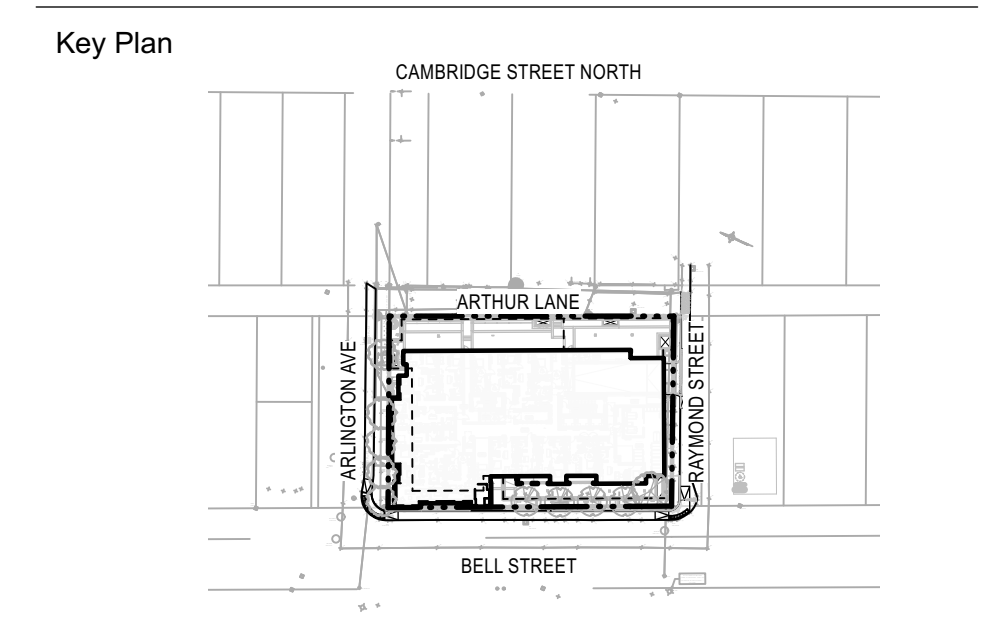 Key Plan
CAMBRIDGE STREET NORTH
ARTHUR LANE
ARLINGTON AVE
RAYMOND STREET
BELL STREET